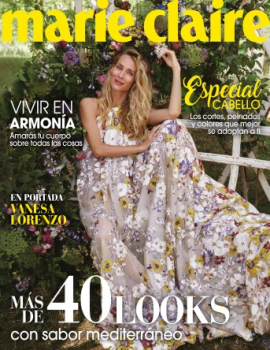 marie claire
Especial
CABELLO
Los cortes, peinados
y colores que mejor
se adaptan a ti
VIVIR EN
ARMONÍA
Amarás tu cuerpo
sobre todas las cosas
EN PORTADA
VANESA
LORENZO
MÁS DE 40 LOOKS
con sabor mediterráneo